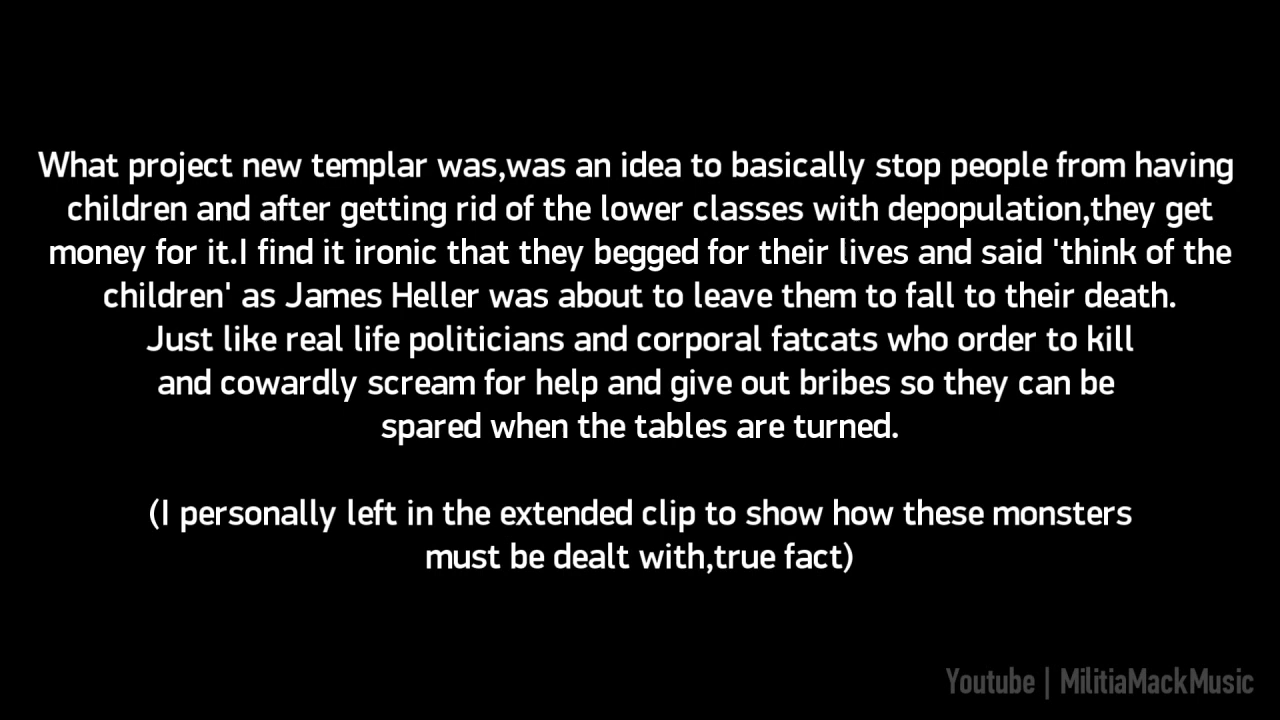 What project new templar was,was an idea to basically stop people from having
children and after getting rid of the lower classes with depopulation,they get
money for it.I find it ironic that they begged for their lives and said 'think of the
children' as James Heller was about to leave them to fall to their death.
Just like real life politicians and corporal fatcats who order to kill
and cowardly scream for help and give out bribes so they can be
spared when the tables are turned.
(I personally left in the extended clip to show how these monsters
must be dealt with,true fact)
Youtube | MilitiaMackMusic